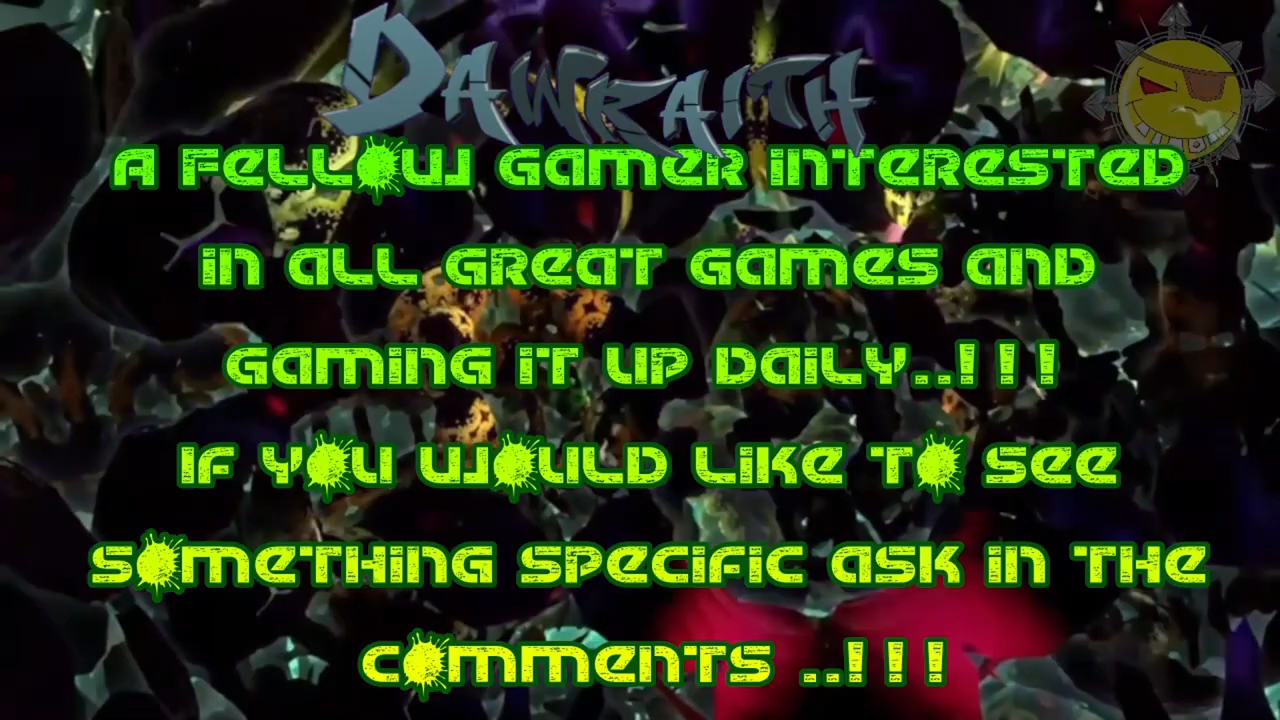 DAWRAITH
A FELLOW GAMER INTERESTED
IN ALL GREAT GAMES AND
GAMING IT UP DAILY..!!!
IF YOU WOULD LIKE TO SEE
SOMETHING SPECIFIC ASK IN THE
COMMENTS ..!!!